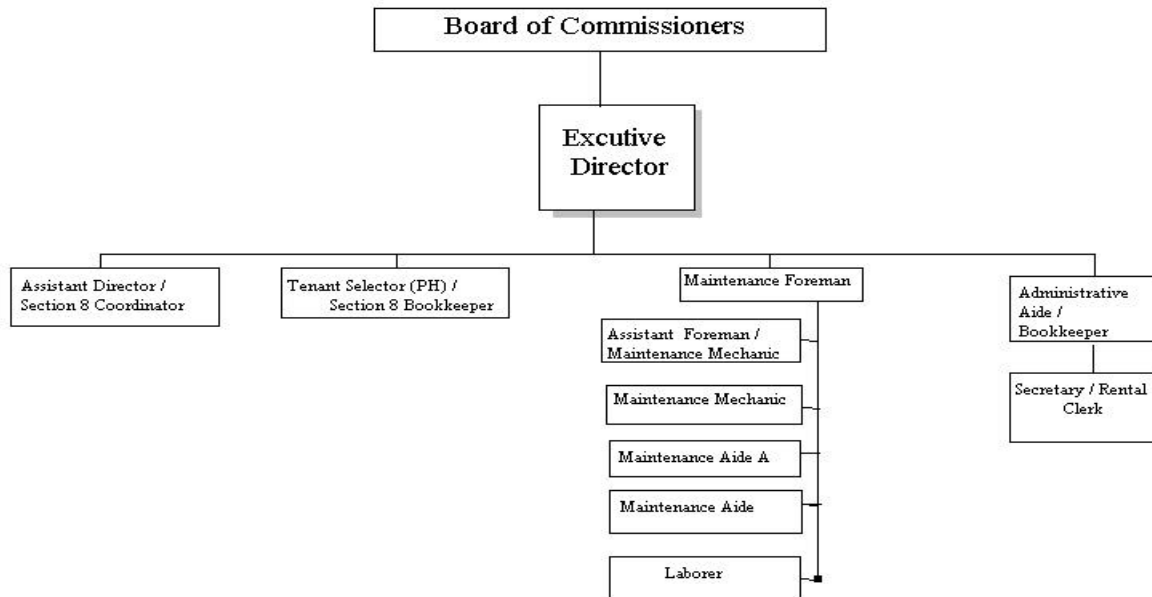 Board of Commissioners
Excutive
Director
Assistant Director /
Section 8 Coordinator
Tenant Selector (PH) /
Section 8 Bookkeeper
Maintenance Foreman
Administrative
Aide /
Bookkeeper
Assistant Foreman /
Maintenance Mechanic
Secretary / Rental
Clerk
Maintenance Mechanic
Maintenance Aide A
Maintenance Aide
Laborer